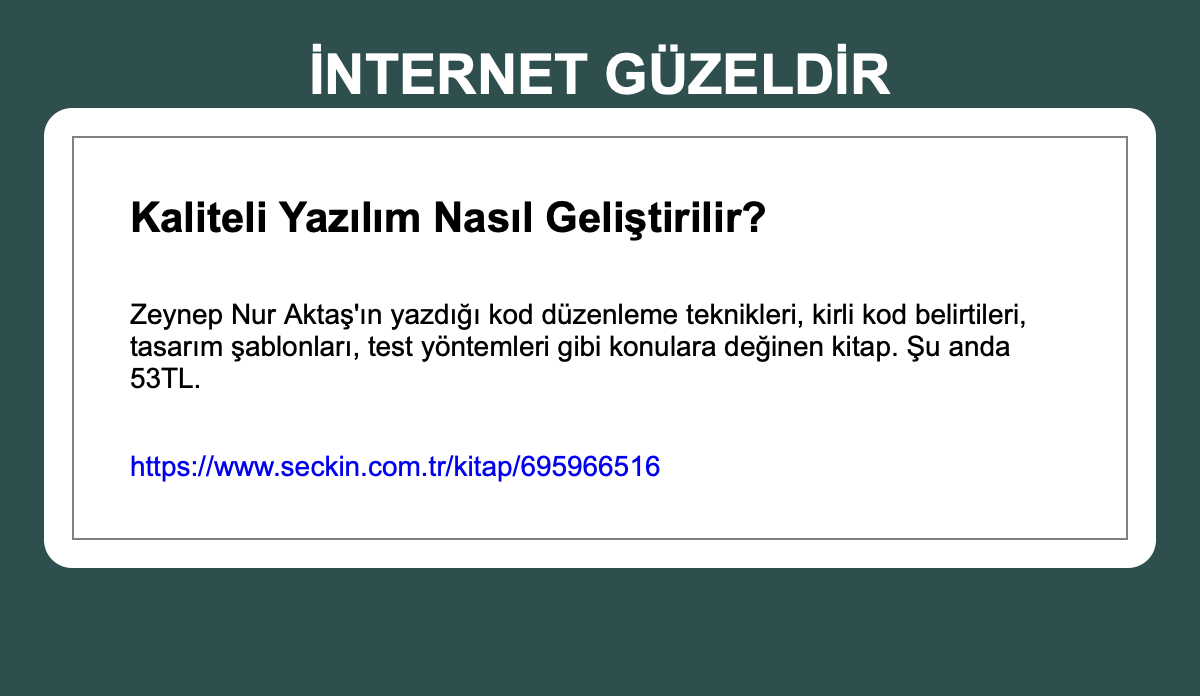 İNTERNET GÜZELDİR
Kaliteli Yazılım Nasıl Geliştirilir?
Zeynep Nur Aktaş'ın yazdığı kod düzenleme teknikleri, kirli kod belirtileri,
tasarım şablonları, test yöntemleri gibi konulara değinen kitap. Şu anda
53TL.
https://www.seckin.com.tr/kitap/695966516